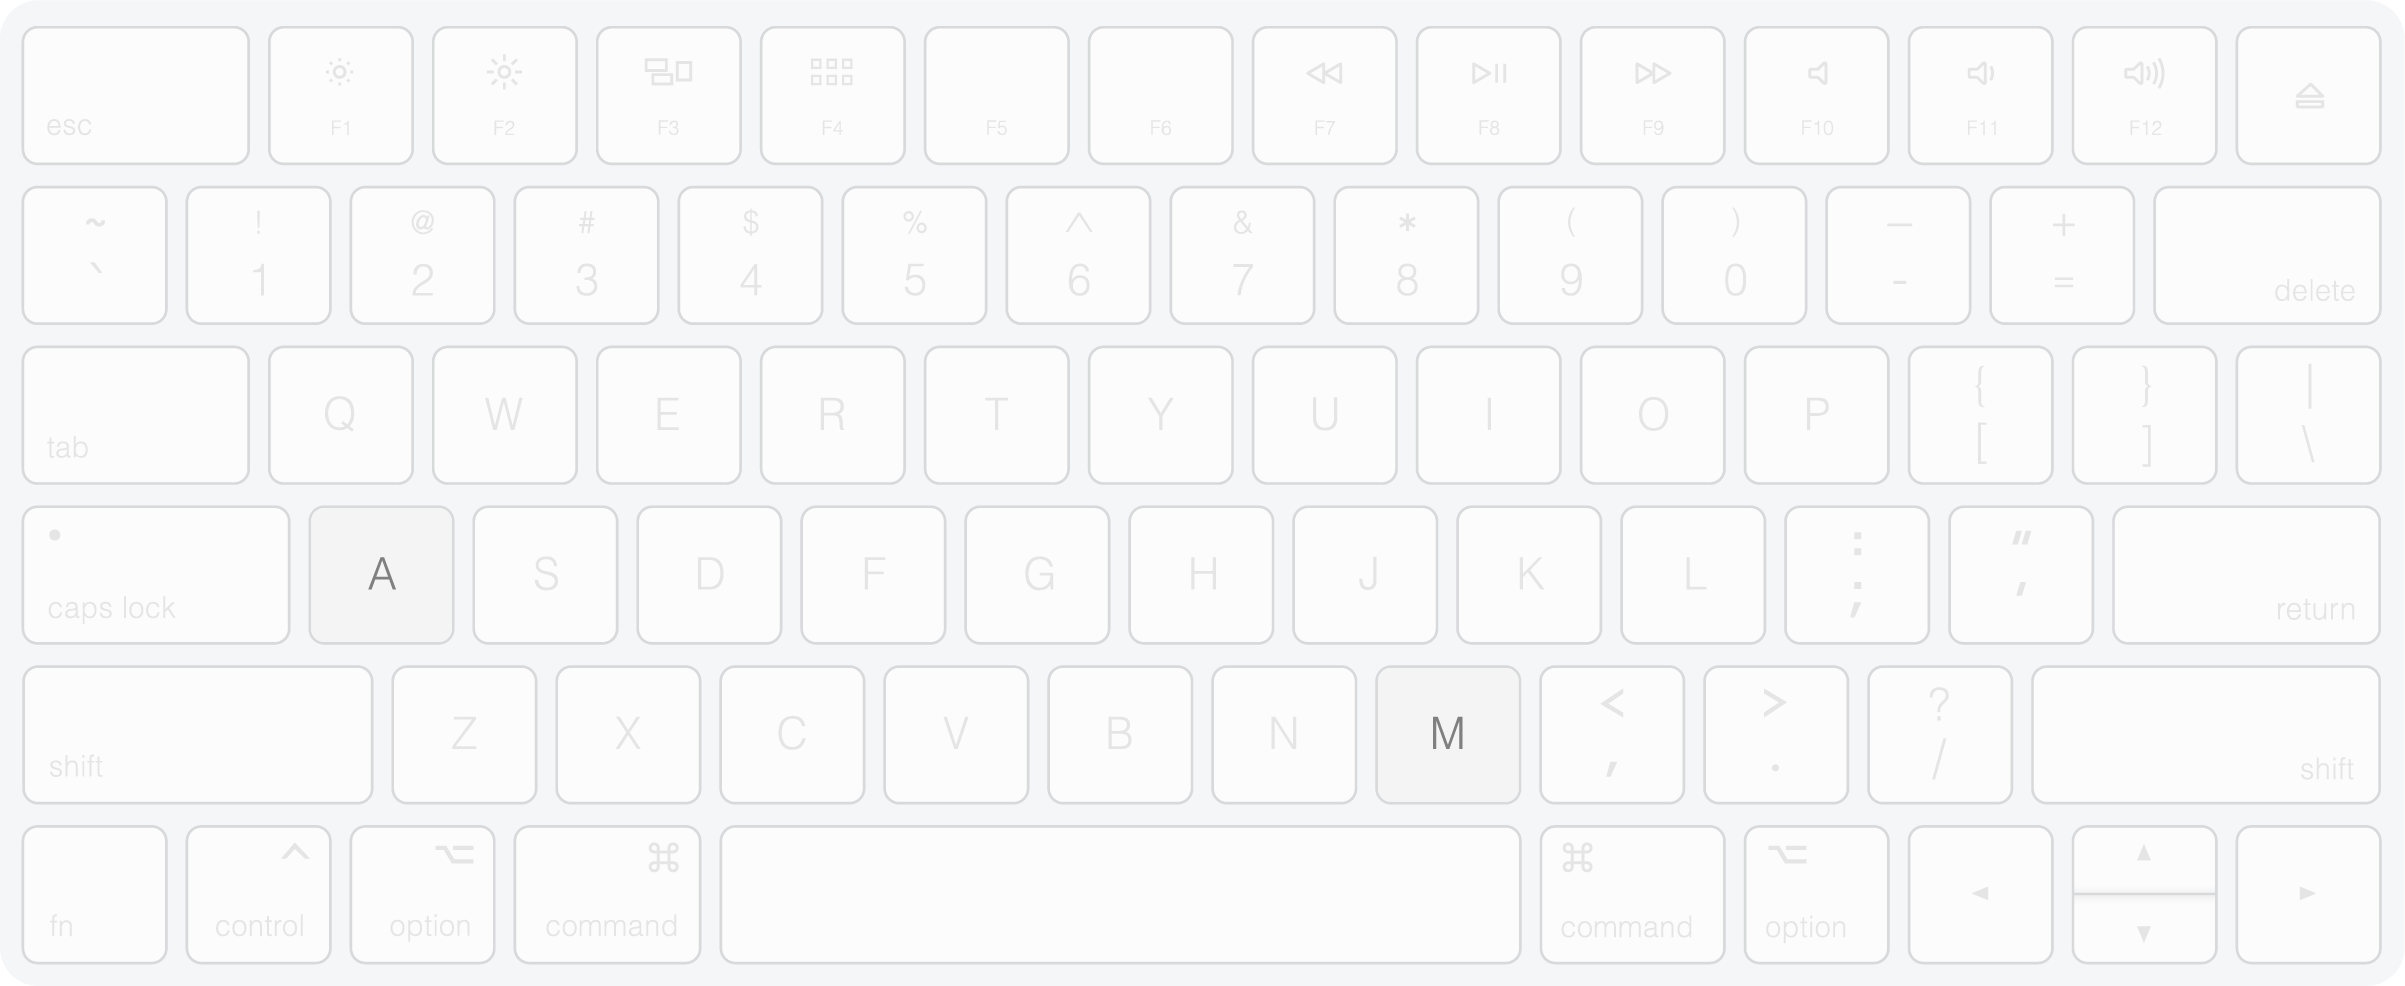 esc F1 F2 F3 F4 F5 F6 F7 F8 F9 F10 F11 F12
~ ! @ # $ % ^ & * ( ) — +
` 1 2 3 4 5 6 7 8 9 0 - = delete
tab Q W E R T Y U I O P { [ } ] | \
caps lock A S D F G H J K L : ; " ' return
shift Z X C V B N M < , > . ? / shift
fn control option command command option